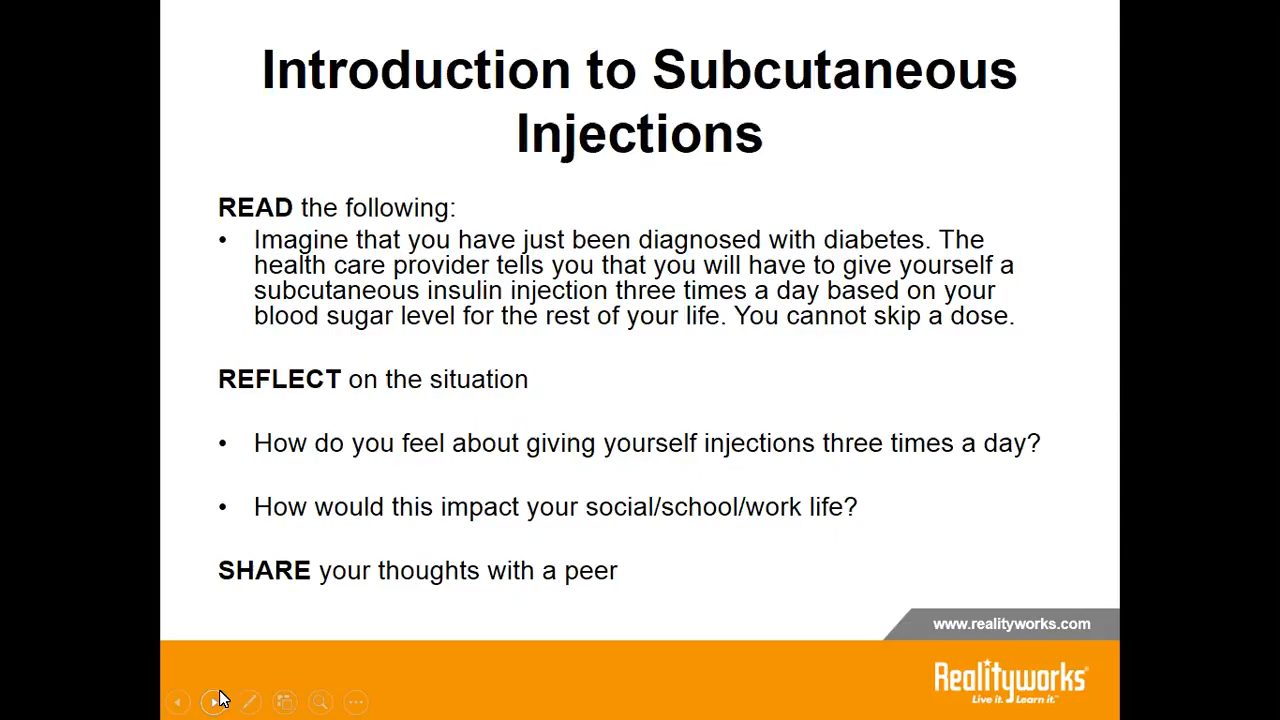 Introduction to Subcutaneous
Injections
READ the following:
• Imagine that you have just been diagnosed with diabetes. The
health care provider tells you that you will have to give yourself a
subcutaneous insulin injection three times a day based on your
blood sugar level for the rest of your life. You cannot skip a dose.
REFLECT on the situation
• How do you feel about giving yourself injections three times a day?
• How would this impact your social/school/work life?
SHARE your thoughts with a peer
www.realityworks.com
Realityworks
Live it. Learn it.™